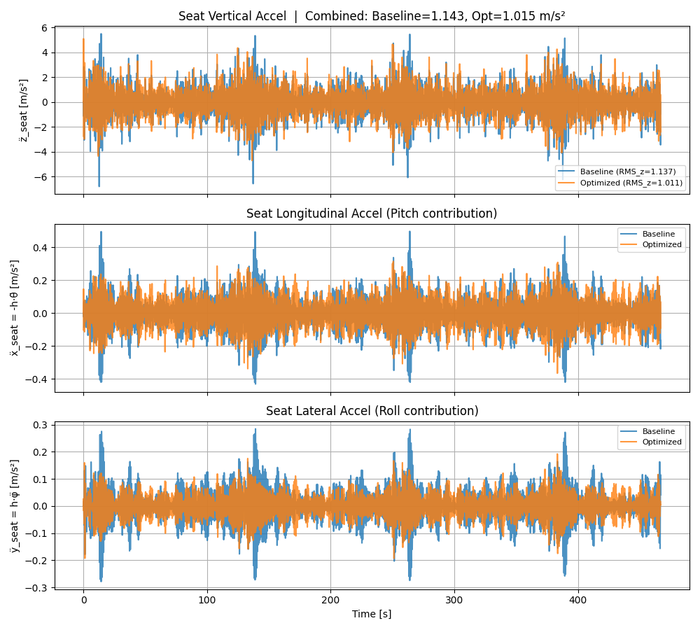 Seat Vertical Accel | Combined: Baseline=1.143, Opt=1.015 m/s²
z̈_seat [m/s²]
6
4
2
0
−2
−4
−6
Baseline (RMS_z=1.137)
Optimized (RMS_z=1.011)
Seat Longitudinal Accel (Pitch contribution)
ẍ_seat = -h·θ̈ [m/s²]
0.4
0.2
0.0
−0.2
−0.4
Baseline
Optimized
Seat Lateral Accel (Roll contribution)
ÿ_seat = h·φ̈ [m/s²]
0.3
0.2
0.1
0.0
−0.1
−0.2
−0.3
Baseline
Optimized
0 100 200 300 400
Time [s]